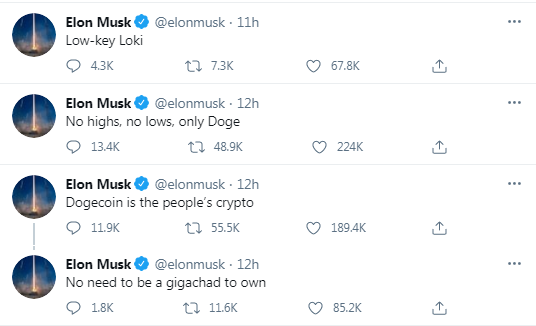 Elon Musk @elonmusk · 11h
Low-key Loki
4.3K 7.3K 67.8K
Elon Musk @elonmusk · 12h
No highs, no lows, only Doge
13.4K 48.9K 224K
Elon Musk @elonmusk · 12h
Dogecoin is the people’s crypto
11.9K 55.5K 189.4K
Elon Musk @elonmusk · 12h
No need to be a gigachad to own
1.8K 11.6K 85.2K